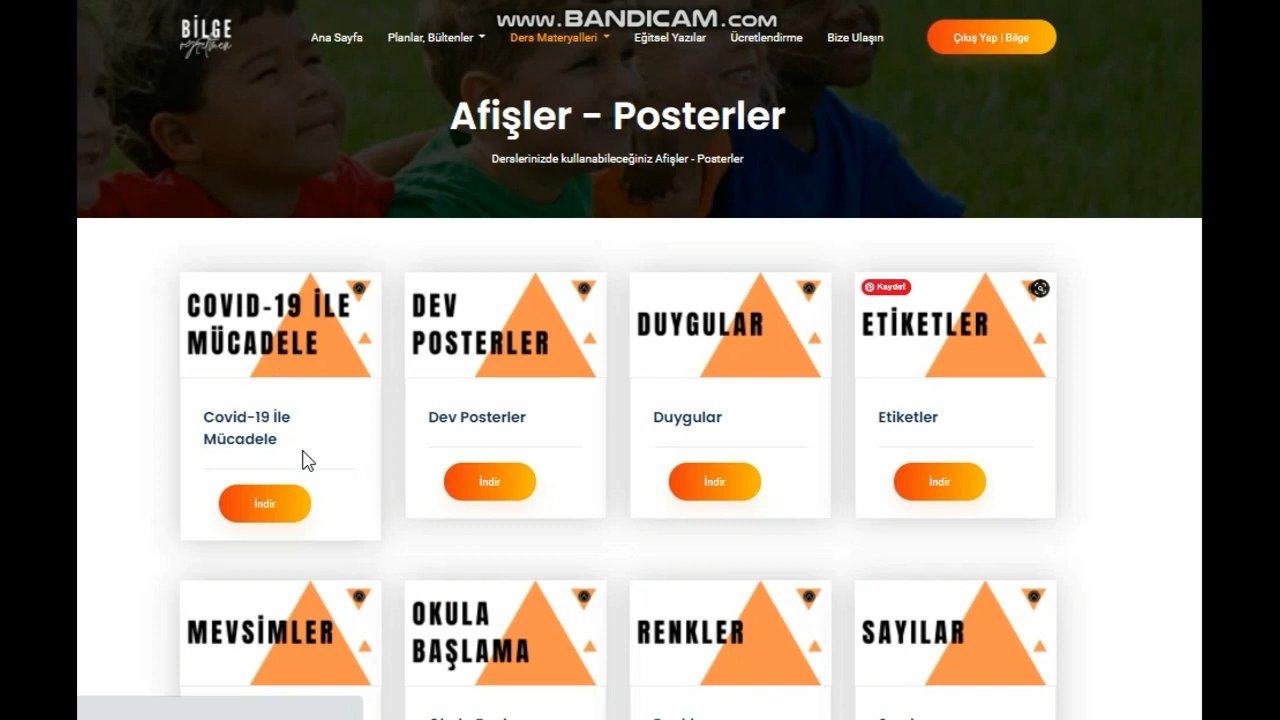 WWW.BANDICAM.COM
BİLGE
öğretmen
Ana Sayfa
Planlar, Bültenler
Ders Materyalleri
Eğitsel Yazılar
Ücretlendirme
Bize Ulaşın
Çıkış Yap | Bilge
Afişler - Posterler
Derslerinizde kullanabileceğiniz Afişler - Posterler
COVID-19 İLE
MÜCADELE
DEV
POSTERLER
DUYGULAR
Kaydet
ETİKETLER
Covid-19 İle
Mücadele
Dev Posterler
Duygular
Etiketler
İndir
İndir
İndir
İndir
MEVSİMLER
OKULA
BAŞLAMA
RENKLER
SAYILAR